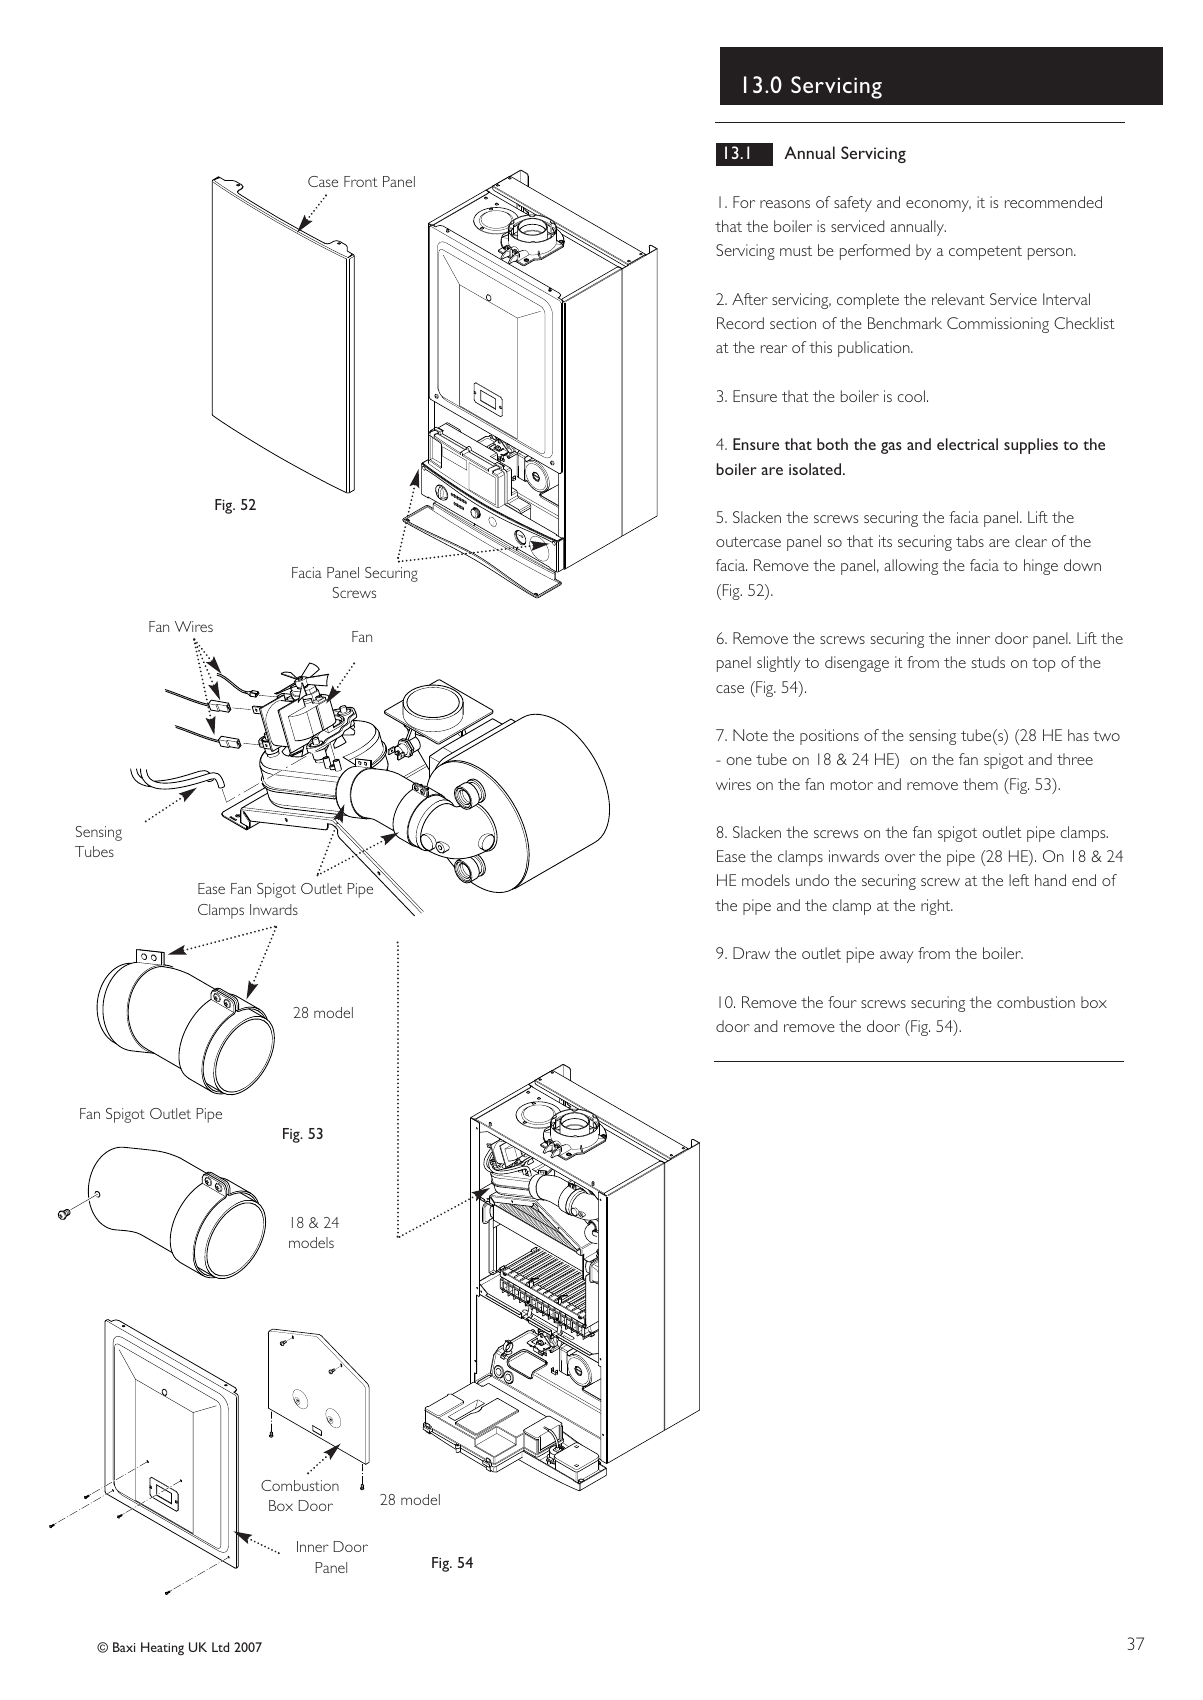 13.0 Servicing
13.1 Annual Servicing
1. For reasons of safety and economy, it is recommended
that the boiler is serviced annually.
Servicing must be performed by a competent person.
2. After servicing, complete the relevant Service Interval
Record section of the Benchmark Commissioning Checklist
at the rear of this publication.
3. Ensure that the boiler is cool.
4. Ensure that both the gas and electrical supplies to the
boiler are isolated.
5. Slacken the screws securing the facia panel. Lift the
outercase panel so that its securing tabs are clear of the
facia. Remove the panel, allowing the facia to hinge down
(Fig. 52).
6. Remove the screws securing the inner door panel. Lift the
panel slightly to disengage it from the studs on top of the
case (Fig. 54).
7. Note the positions of the sensing tube(s) (28 HE has two
- one tube on 18 & 24 HE) on the fan spigot and three
wires on the fan motor and remove them (Fig. 53).
8. Slacken the screws on the fan spigot outlet pipe clamps.
Ease the clamps inwards over the pipe (28 HE). On 18 & 24
HE models undo the securing screw at the left hand end of
the pipe and the clamp at the right.
9. Draw the outlet pipe away from the boiler.
10. Remove the four screws securing the combustion box
door and remove the door (Fig. 54).
Case Front Panel
Fig. 52
Facia Panel Securing
Screws
Fan Wires
Fan
Sensing
Tubes
Ease Fan Spigot Outlet Pipe
Clamps Inwards
28 model
Fan Spigot Outlet Pipe
Fig. 53
18 & 24
models
Combustion
Box Door
28 model
Inner Door
Panel
Fig. 54
© Baxi Heating UK Ltd 2007
37